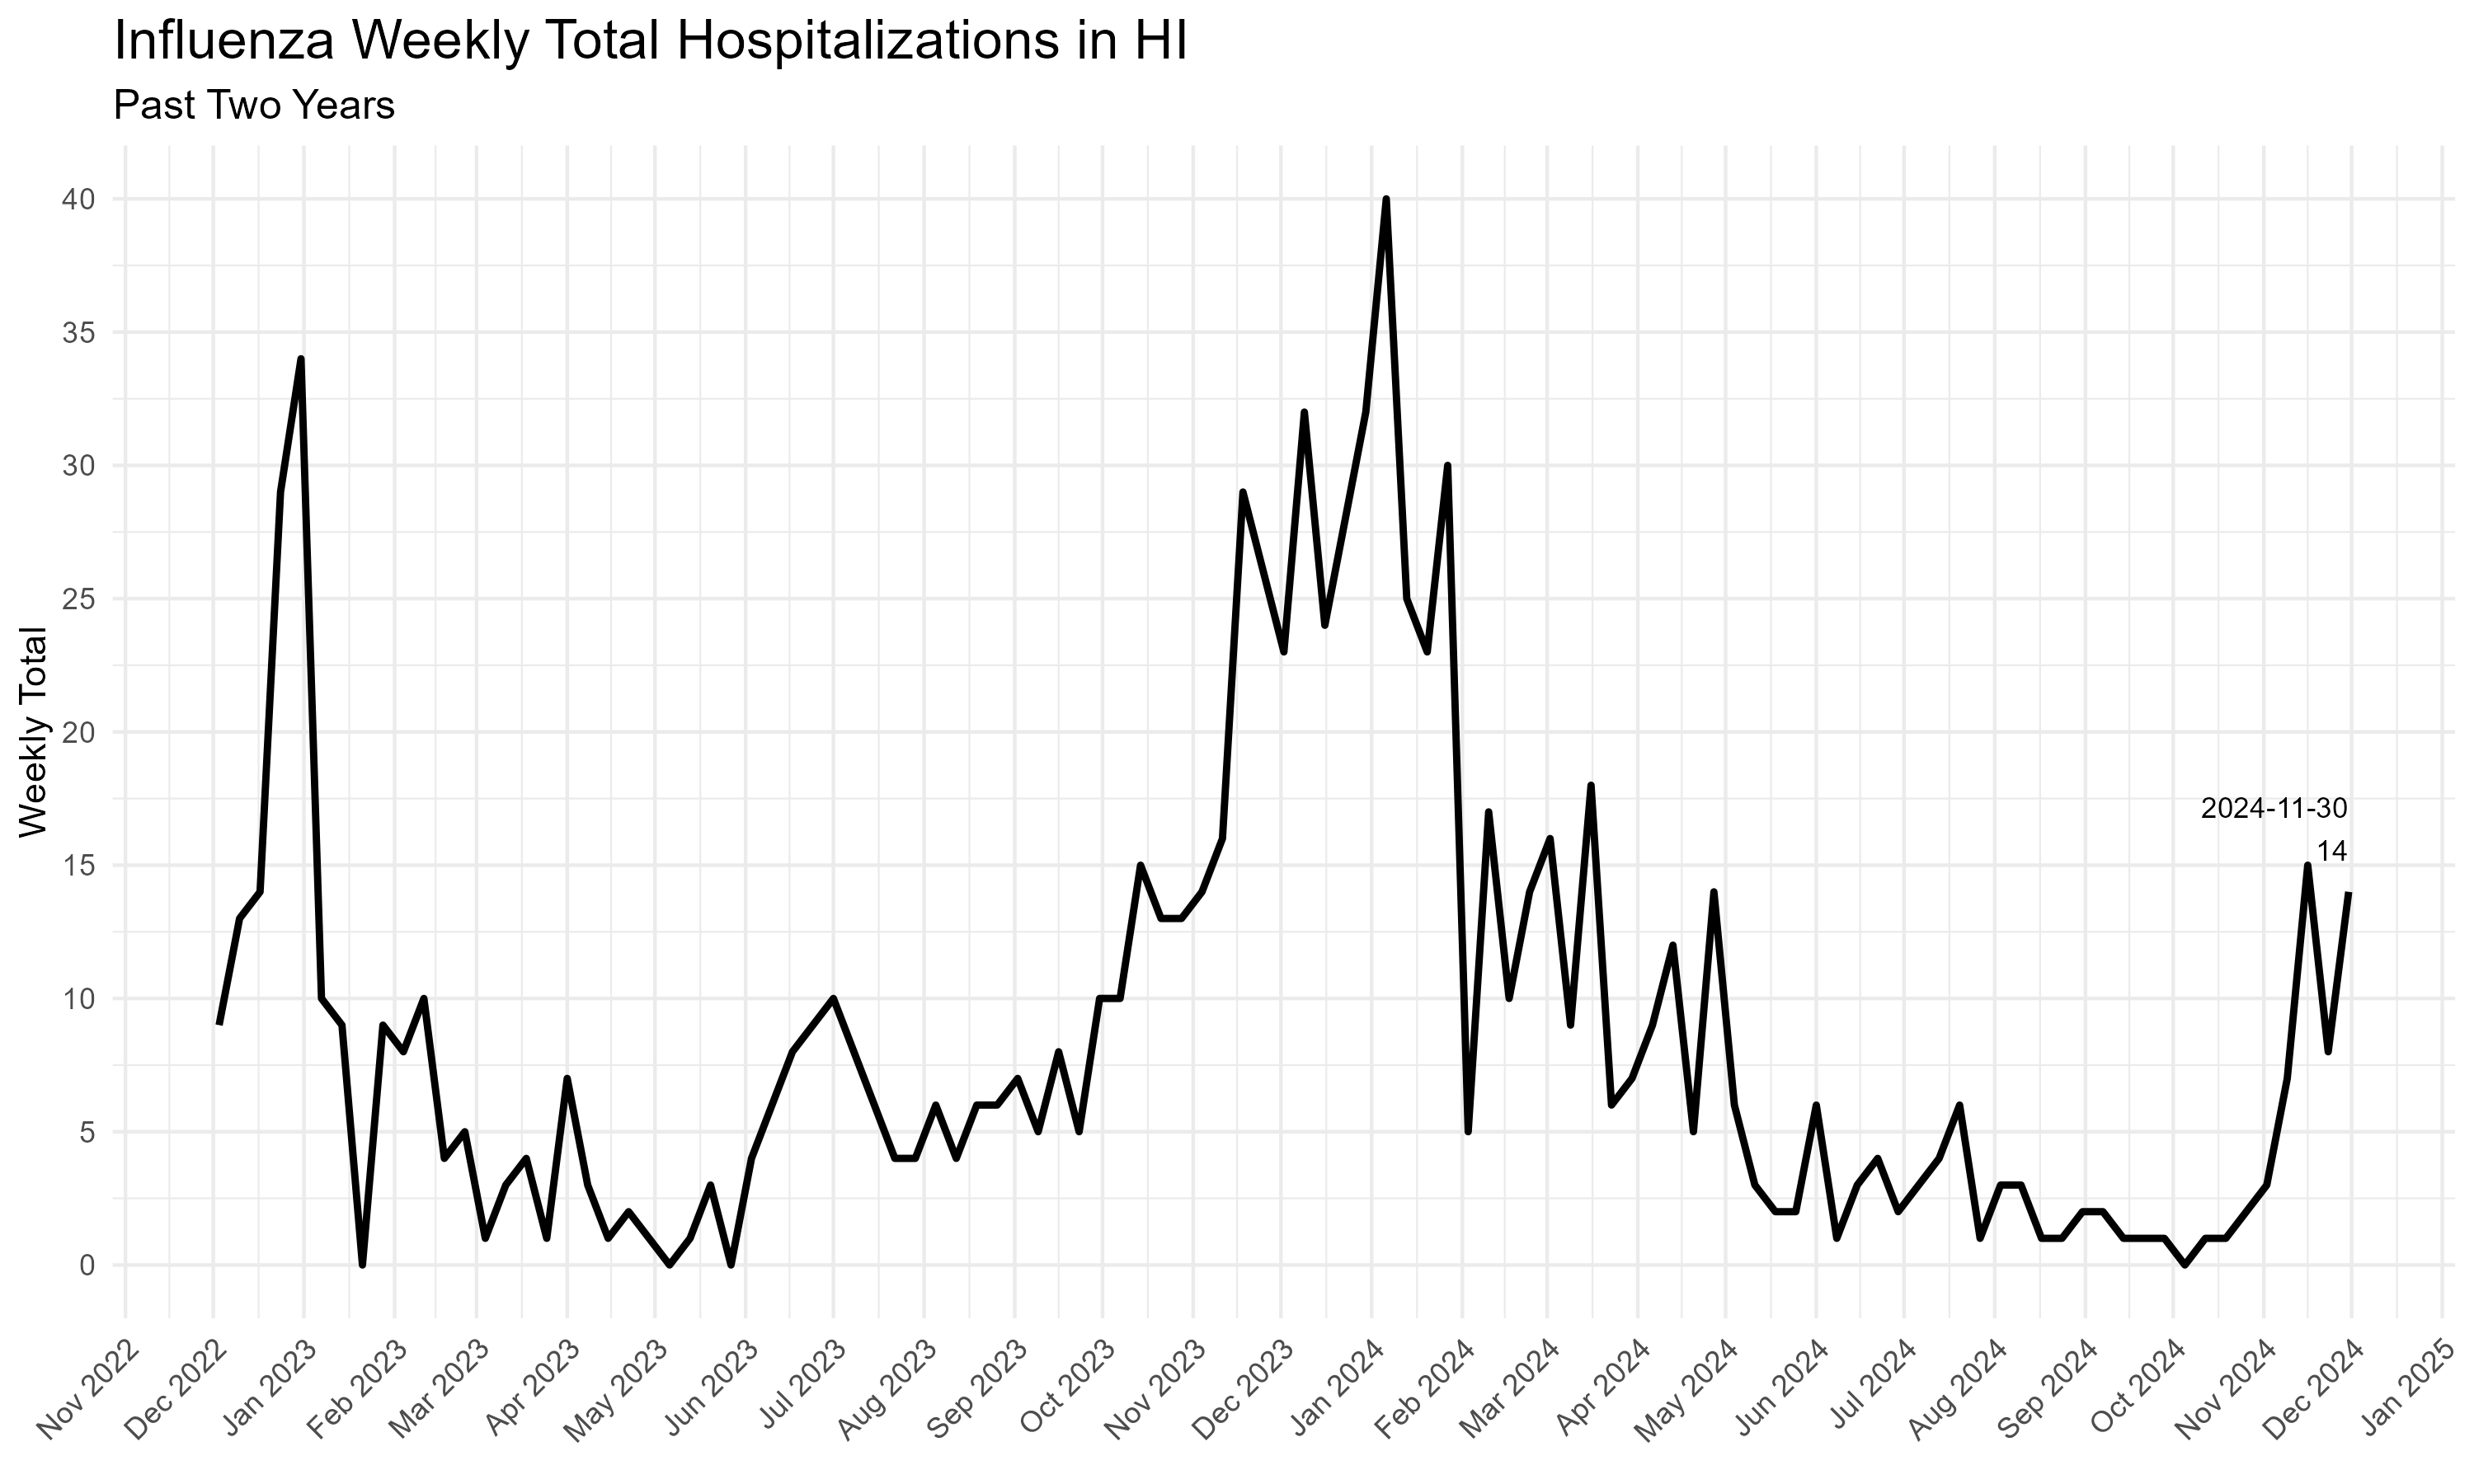 Influenza Weekly Total Hospitalizations in HI
Past Two Years
Weekly Total
40
35
30
25
20
15
10
5
0
2024-11-30
14
Nov 2022
Dec 2022
Jan 2023
Feb 2023
Mar 2023
Apr 2023
May 2023
Jun 2023
Jul 2023
Aug 2023
Sep 2023
Oct 2023
Nov 2023
Dec 2023
Jan 2024
Feb 2024
Mar 2024
Apr 2024
May 2024
Jun 2024
Jul 2024
Aug 2024
Sep 2024
Oct 2024
Nov 2024
Dec 2024
Jan 2025